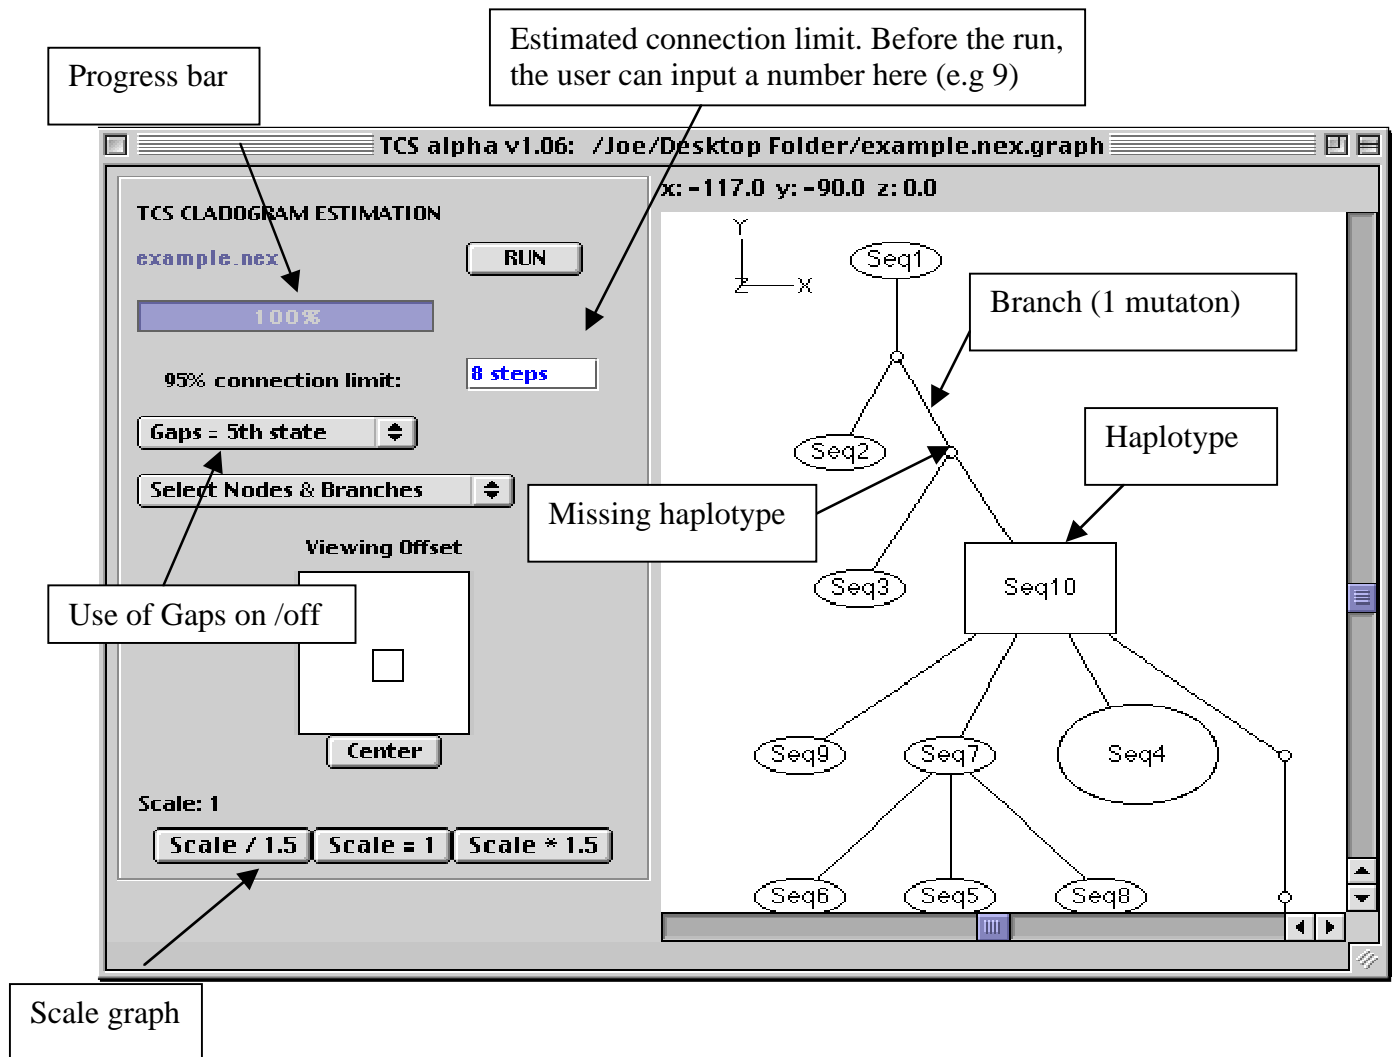 Estimated connection limit. Before the run,
the user can input a number here (e.g 9)
Progress bar
TCS alpha v1.06: /Joe/Desktop Folder/example.nex.graph
x: -117.0 y: -90.0 z: 0.0
TCS CLADOGRAM ESTIMATION
example.nex
RUN
100%
95% connection limit:
8 steps
Gaps = 5th state
Select Nodes & Branches
Viewing Offset
Use of Gaps on /off
Center
Scale: 1
Scale / 1.5
Scale = 1
Scale * 1.5
Scale graph
Y
Z
X
Seq1
Branch (1 mutaton)
Seq2
Haplotype
Missing haplotype
Seq3
Seq10
Seq9
Seq7
Seq4
Seq6
Seq5
Seq8